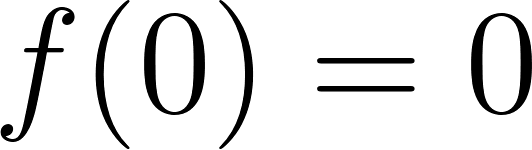 f(0) = 0